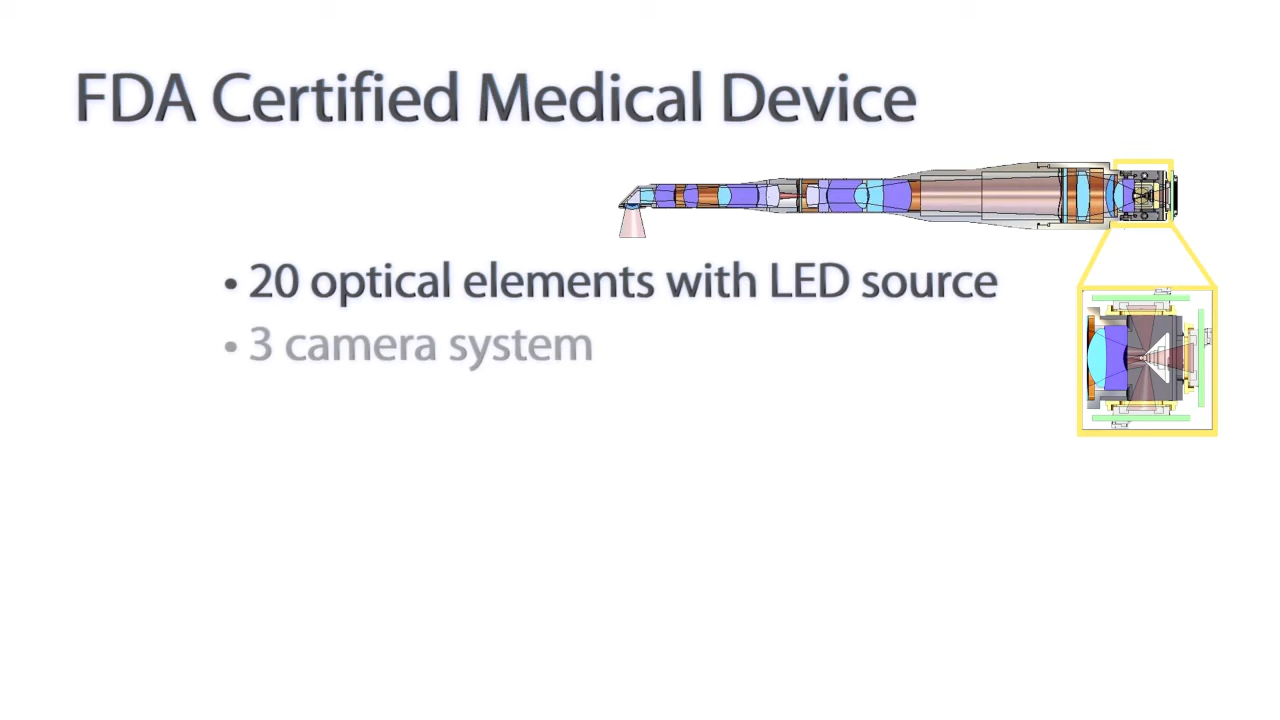 FDA Certified Medical Device
• 20 optical elements with LED source
• 3 camera system